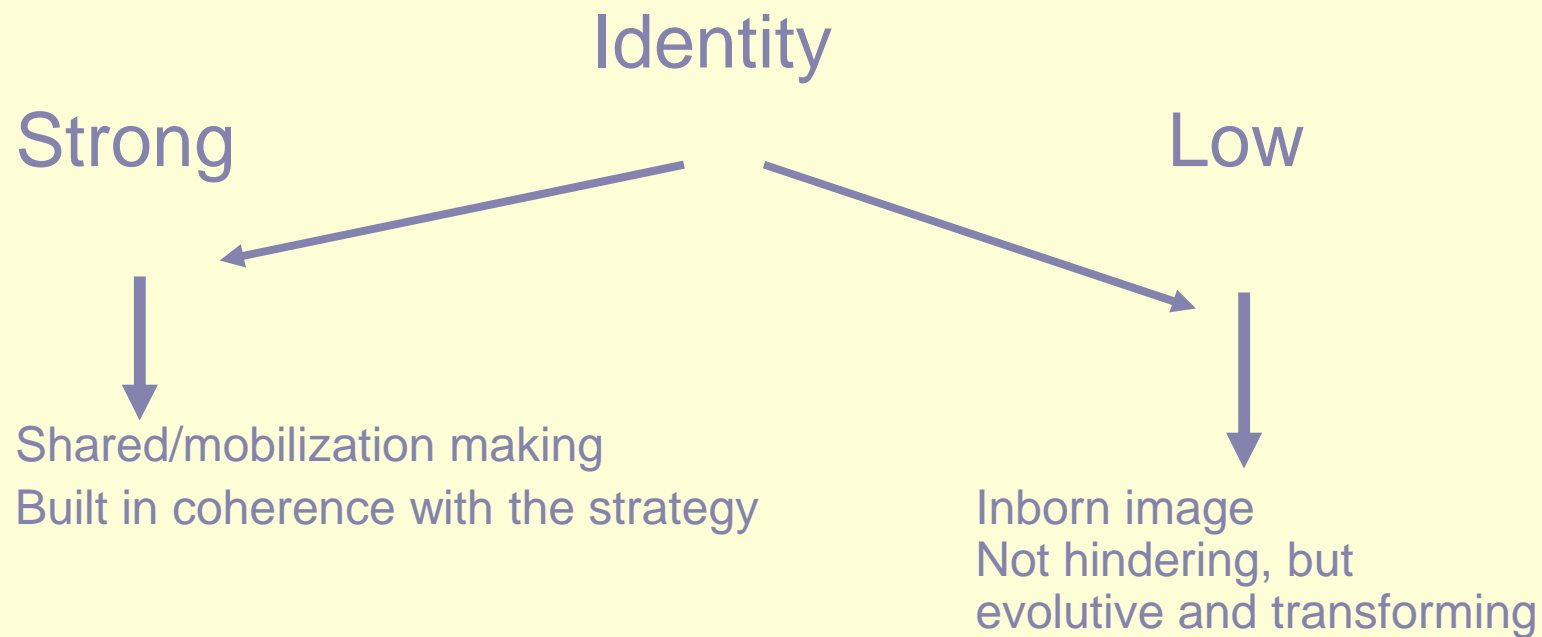 Identity
Strong
Low
Shared/mobilization making
Built in coherence with the strategy
Inborn image
Not hindering, but
evolutive and transforming